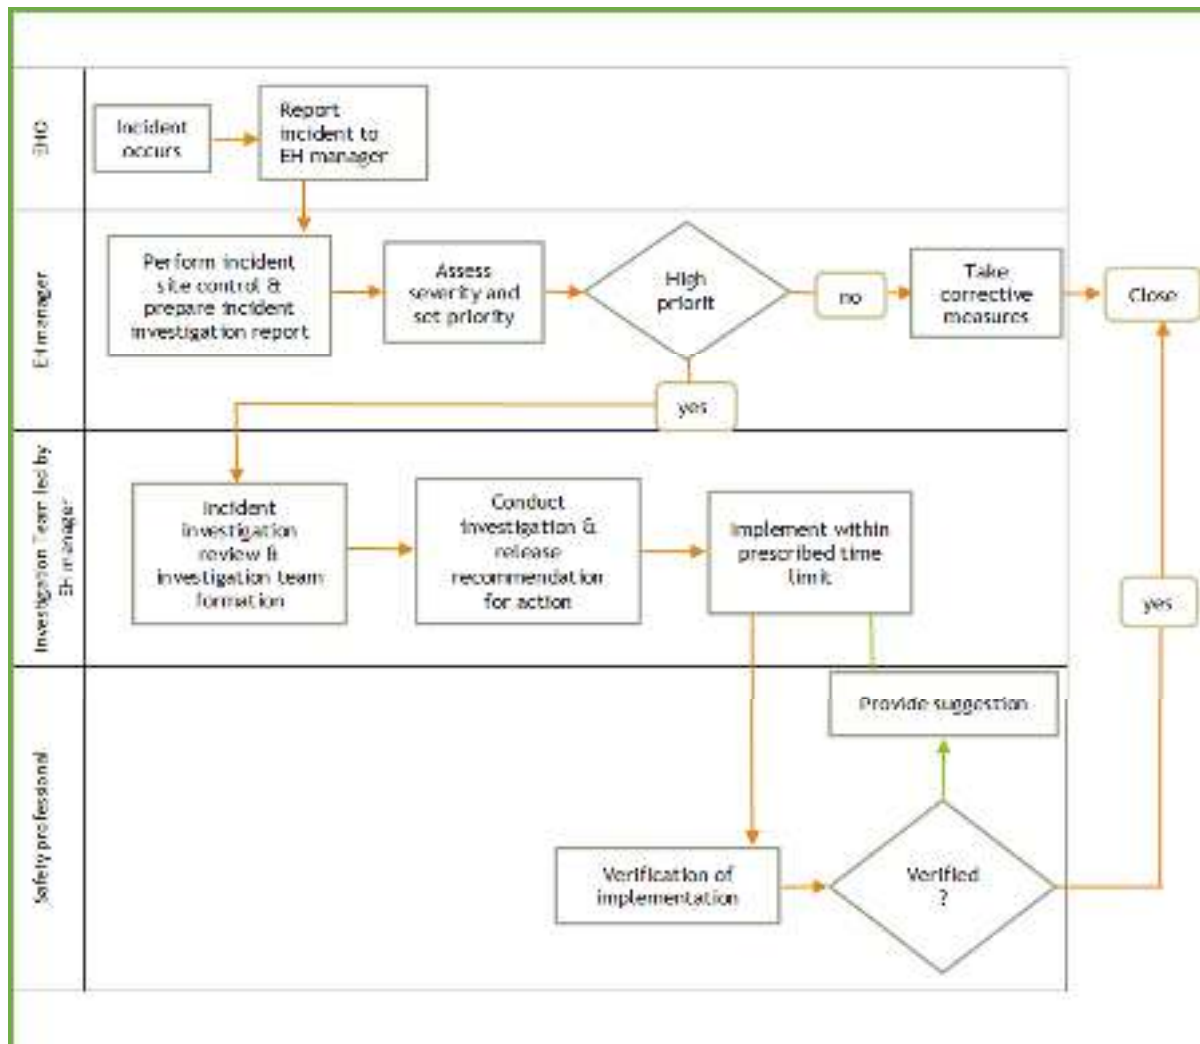 EHO
Incident
occurs
Report
incident to
EH manager
EH manager
Perform incident
site control &
prepare incident
investigation report
Assess
severity and
set priority
High
priorit
no
Take
corrective
measures
Close
yes
Investigation Team led by
EH manager
Incident
investigation
review &
investigation team
formation
Conduct
investigation &
release
recommendation
for action
Implement within
prescribed time
limit
yes
Safety professional
Provide suggestion
Verification of
implementation
Verified
?